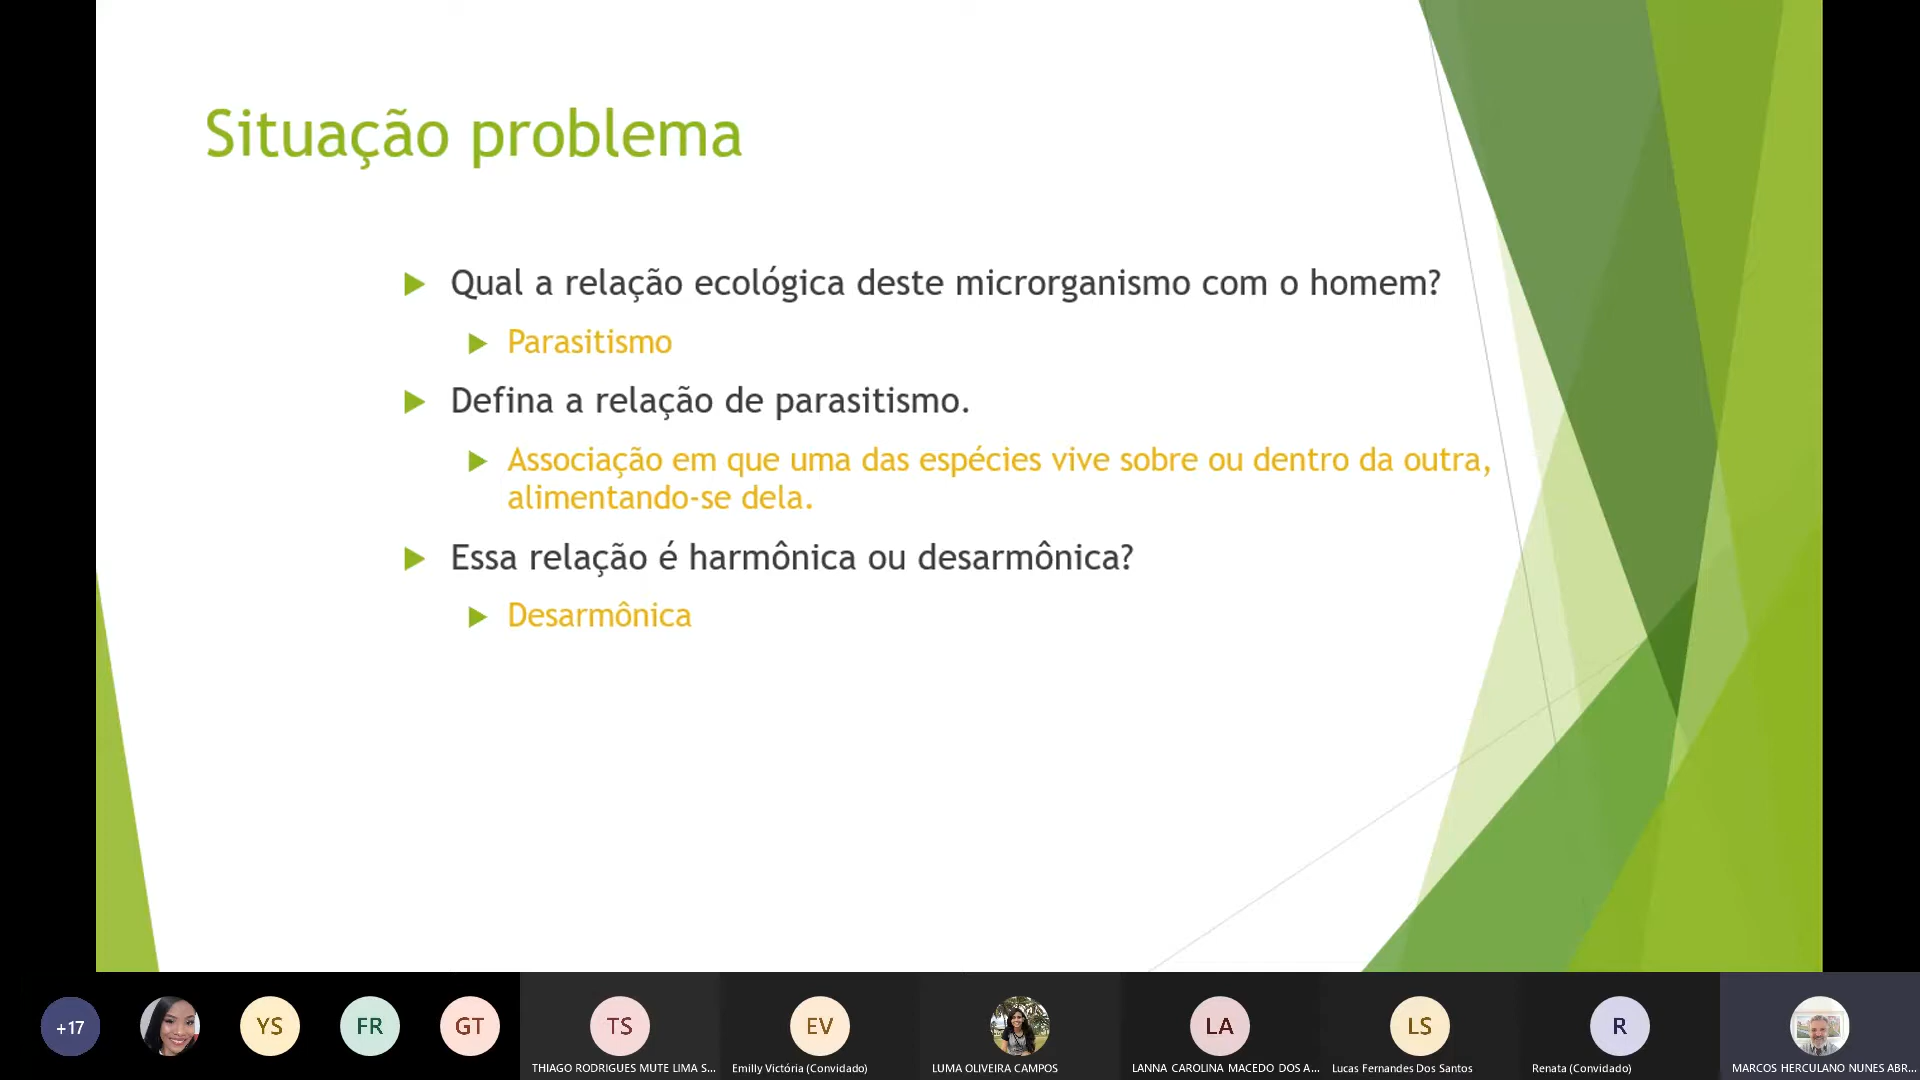 Situação problema
Qual a relação ecológica deste microrganismo com o homem?
Parasitismo
Defina a relação de parasitismo.
Associação em que uma das espécies vive sobre ou dentro da outra,
alimentando-se dela.
Essa relação é harmônica ou desarmônica?
Desarmônica
+17
YS
FR
GT
TS
EV
LA
LS
R
THIAGO RODRIGUES MUTE LIMA S...
Emilly Victória (Convidado)
LUMA OLIVEIRA CAMPOS
LANNA CAROLINA MACEDO DOS A...
Lucas Fernandes Dos Santos
Renata (Convidado)
MARCOS HERCULANO NUNES ABR...